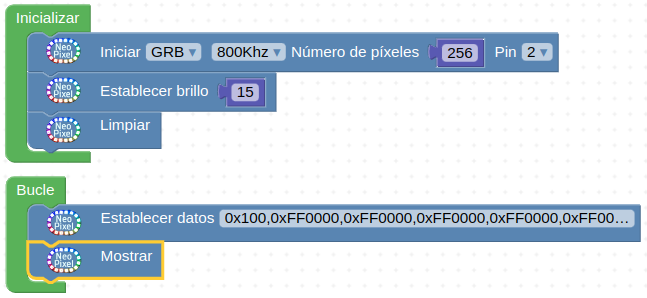 Inicializar
Neo Pixel Iniciar GRB 800Khz Número de píxeles 256 Pin 2
Neo Pixel Establecer brillo 15
Neo Pixel Limpiar
Bucle
Neo Pixel Establecer datos 0x100,0xFF0000,0xFF0000,0xFF0000,0xFF0000,0xFF00...
Neo Pixel Mostrar